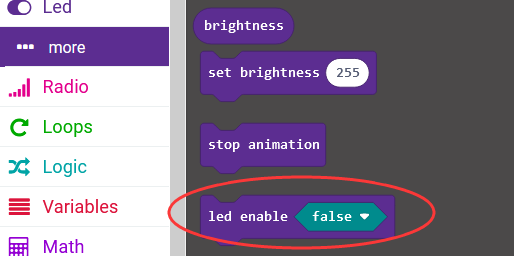 Led
more
Radio
Loops
Logic
Variables
Math
brightness
set brightness 255
stop animation
led enable false